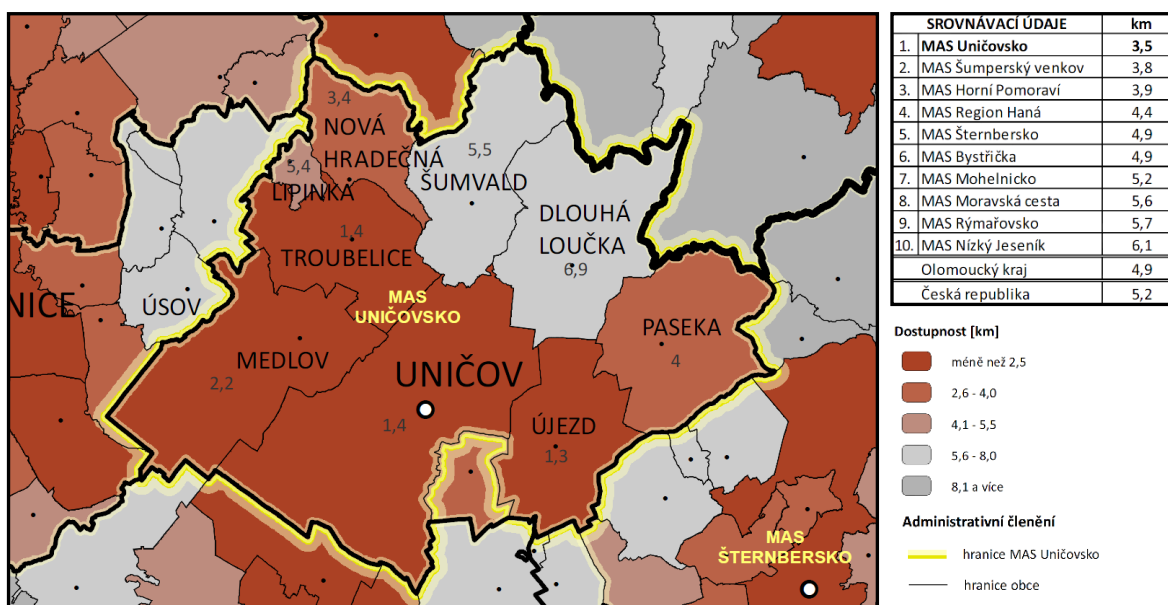 3,4
NOVÁ
HRADEČNÁ
5,4
LIPINKA
5,5
ŠUMVALD
1,4
TROUBELICE
DLOUHÁ
LOUČKA
6,9
NICE
ÚSOV
MAS
UNIČOVSKO
PASEKA
4
MEDLOV
2,2
UNIČOV
1,4
ÚJEZD
1,3
MAS
ŠTERNBERSKO
SROVNÁVACÍ ÚDAJE km
1. MAS Uničovsko 3,5
2. MAS Šumperský venkov 3,8
3. MAS Horní Pomoraví 3,9
4. MAS Region Haná 4,4
5. MAS Šternbersko 4,9
6. MAS Bystřička 4,9
7. MAS Mohelnicko 5,2
8. MAS Moravská cesta 5,6
9. MAS Rýmařovsko 5,7
10. MAS Nízký Jeseník 6,1
Olomoucký kraj 4,9
Česká republika 5,2
Dostupnost [km]
méně než 2,5
2,6 - 4,0
4,1 - 5,5
5,6 - 8,0
8,1 a více
Administrativní členění
hranice MAS Uničovsko
hranice obce